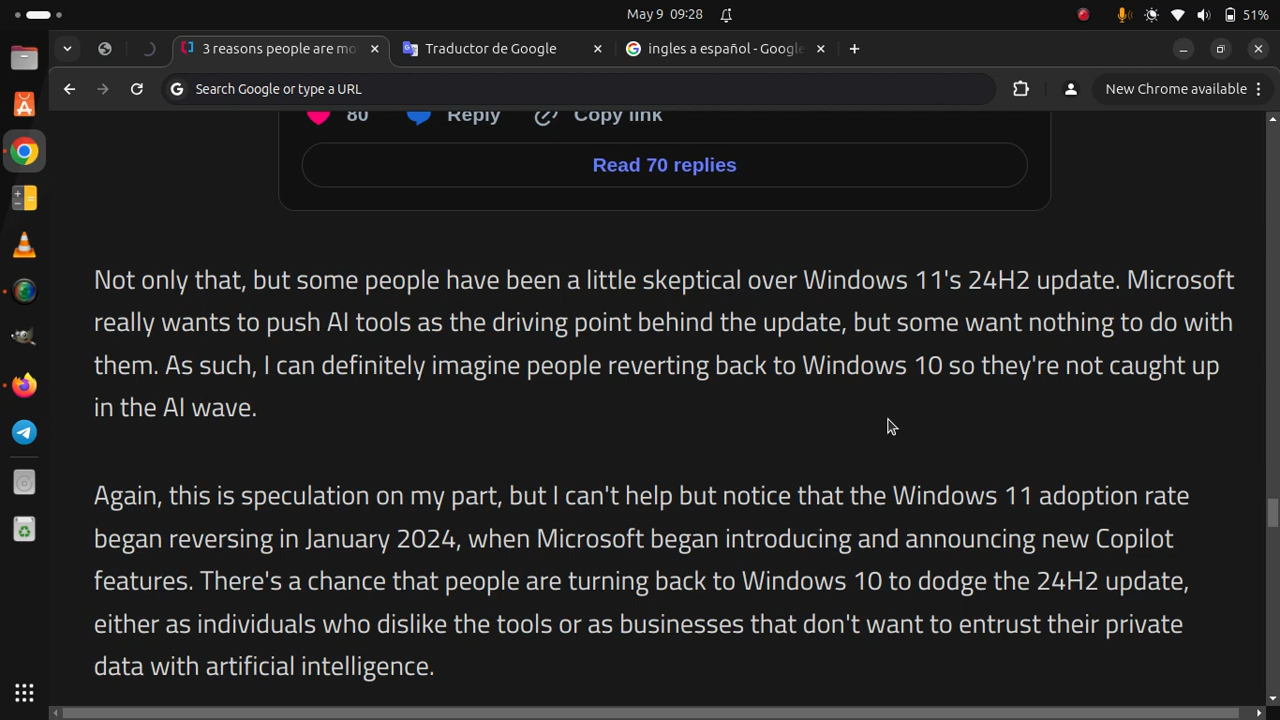 May 9 09:28
51%
3 reasons people are mo
Traductor de Google
ingles a español - Google
Search Google or type a URL
New Chrome available
80 Reply Copy link
Read 70 replies
Not only that, but some people have been a little skeptical over Windows 11's 24H2 update. Microsoft
really wants to push AI tools as the driving point behind the update, but some want nothing to do with
them. As such, I can definitely imagine people reverting back to Windows 10 so they're not caught up
in the AI wave.
Again, this is speculation on my part, but I can't help but notice that the Windows 11 adoption rate
began reversing in January 2024, when Microsoft began introducing and announcing new Copilot
features. There's a chance that people are turning back to Windows 10 to dodge the 24H2 update,
either as individuals who dislike the tools or as businesses that don't want to entrust their private
data with artificial intelligence.